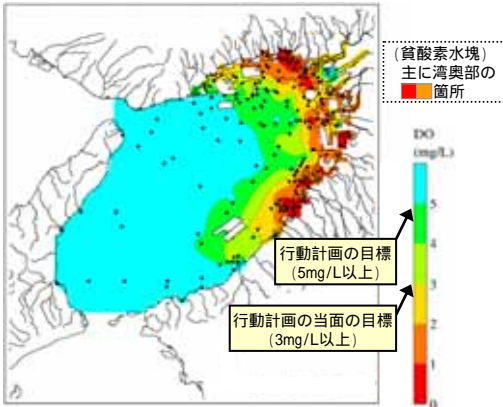 (貧酸素水塊)
主に湾奥部の
箇所
DO
(mg/L)
5
4
3
2
1
0
行動計画の目標
(5mg/L以上)
行動計画の当面の目標
(3mg/L以上)